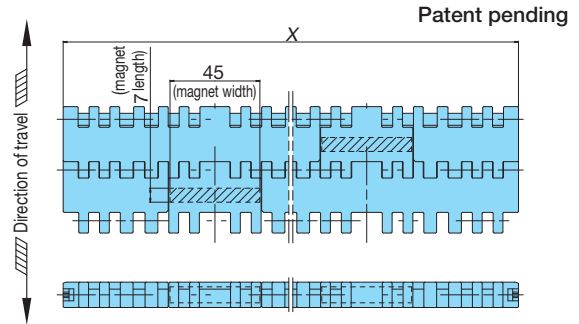 Patent pending
X
45
(magnet width)
(magnet
7 length)
Direction of travel